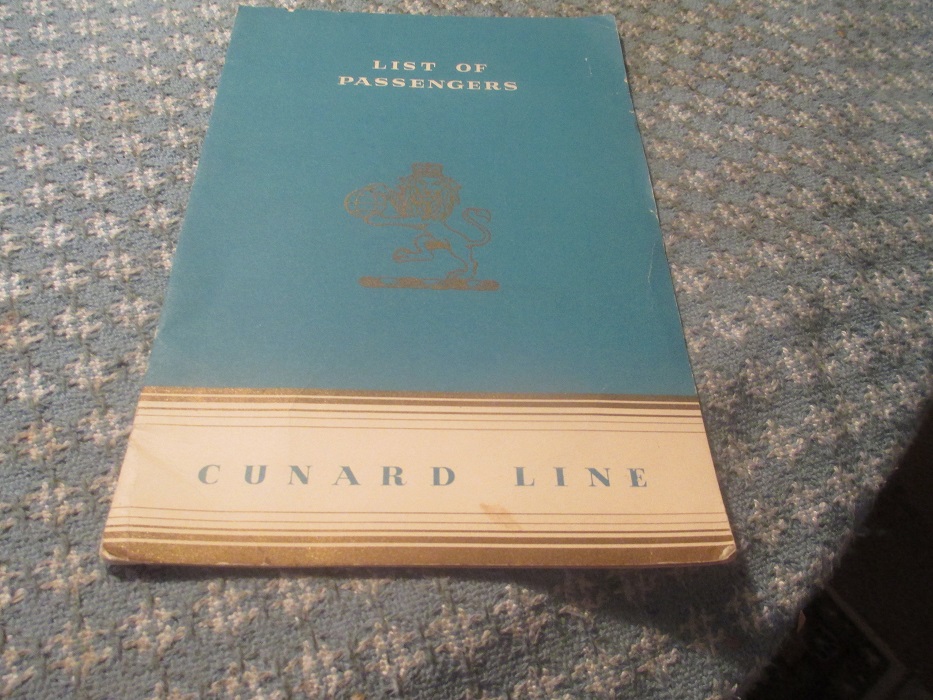 LIST OF
PASSENGERS
CUNARD LINE